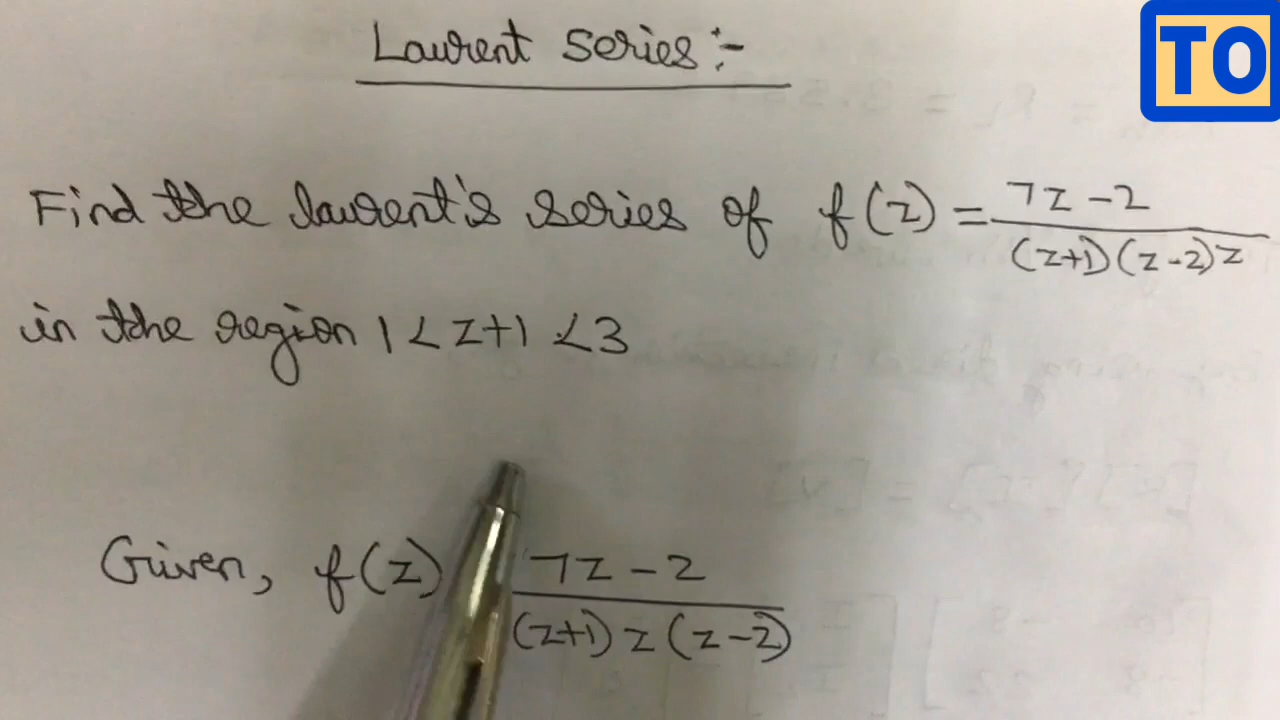 Laurent Series :-
TO
Find the laurent's series of f(z) = 7z-2 / (z+1)(z-2)z
in the region 1 < z+1 < 3
Given, f(z) 7z-2 / (z+1) z (z-2)